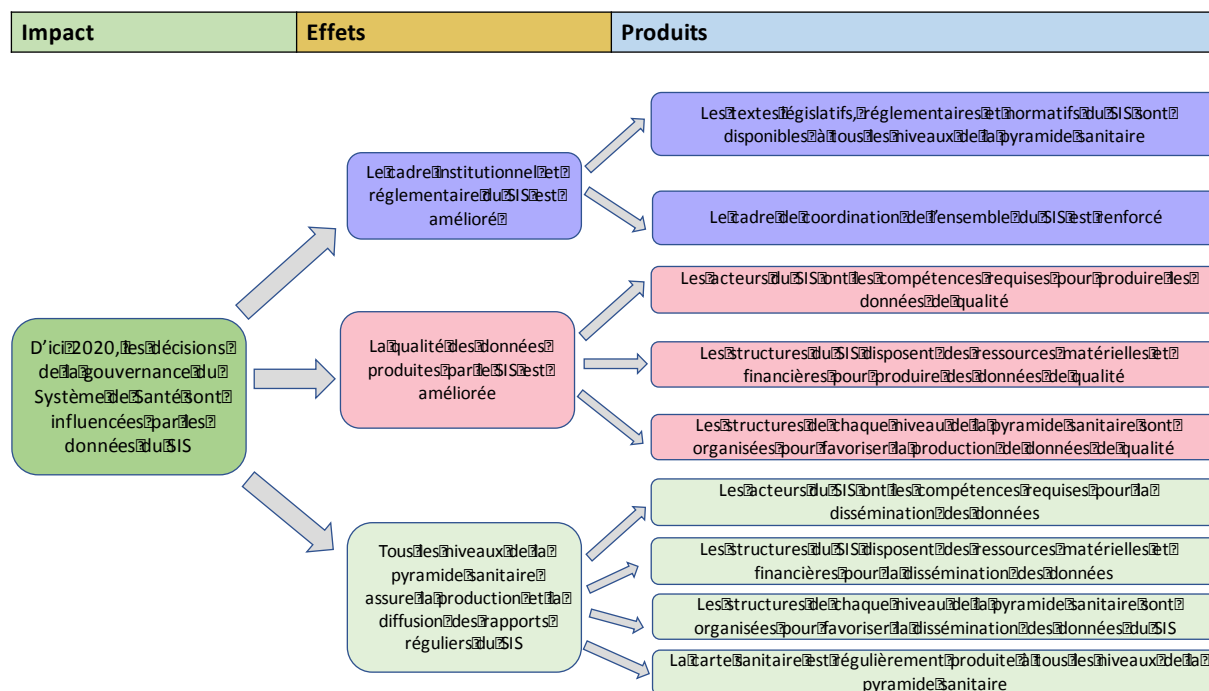 Impact
Effets
Produits
Les textes législatifs, réglementaires et normatifs du SIS sont
disponibles à tous les niveaux de la pyramide sanitaire
Le cadre institutionnel et
réglementaire du SIS est
amélioré
Le cadre de coordination de l'ensemble du SIS est renforcé
Les acteurs du SIS ont les compétences requises pour produire les
données de qualité
D'ici 2020, les décisions
de la gouvernance du
Système de Santé sont
influencées par les
données du SIS
La qualité des données
produites par le SIS est
améliorée
Les structures du SIS disposent des ressources matérielles et
financières pour produire des données de qualité
Les structures de chaque niveau de la pyramide sanitaire sont
organisées pour favoriser la production de données de qualité
Tous les niveaux de la
pyramide sanitaire
assure la production et la
diffusion des rapports
réguliers du SIS
Les acteurs du SIS ont les compétences requises pour la
dissémination des données
Les structures du SIS disposent des ressources matérielles et
financières pour la dissémination des données
Les structures de chaque niveau de la pyramide sanitaire sont
organisées pour favoriser la dissémination des données du SIS
La carte sanitaire est régulièrement produite à tous les niveaux de la
pyramide sanitaire